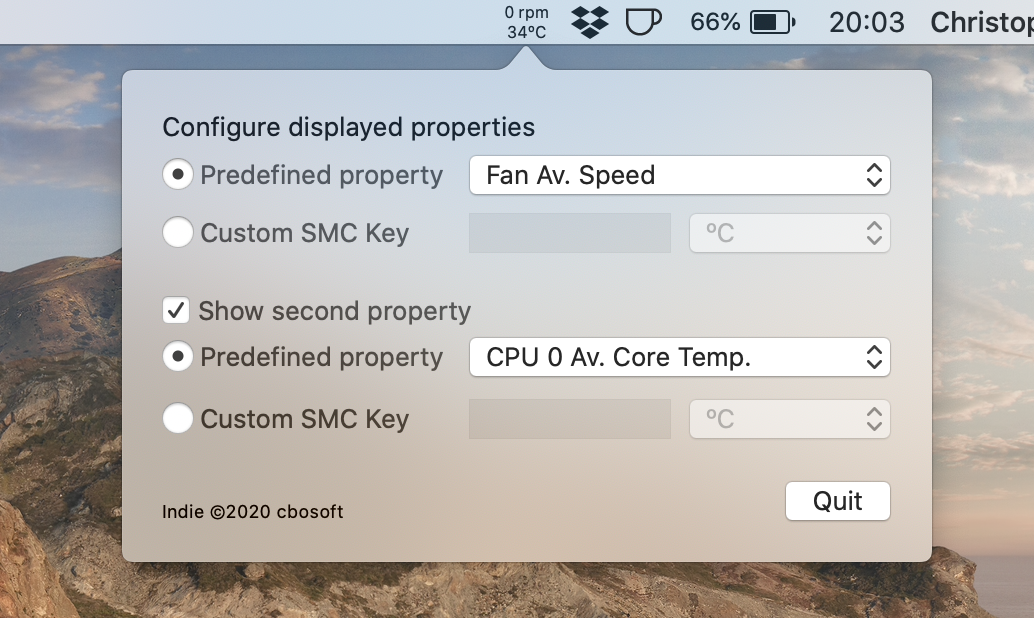 0 rpm
34°C
66%
20:03
Christop
Configure displayed properties
Predefined property
Fan Av. Speed
Custom SMC Key
ºC
Show second property
Predefined property
CPU 0 Av. Core Temp.
Custom SMC Key
ºC
Indie ©2020 cbosoft
Quit